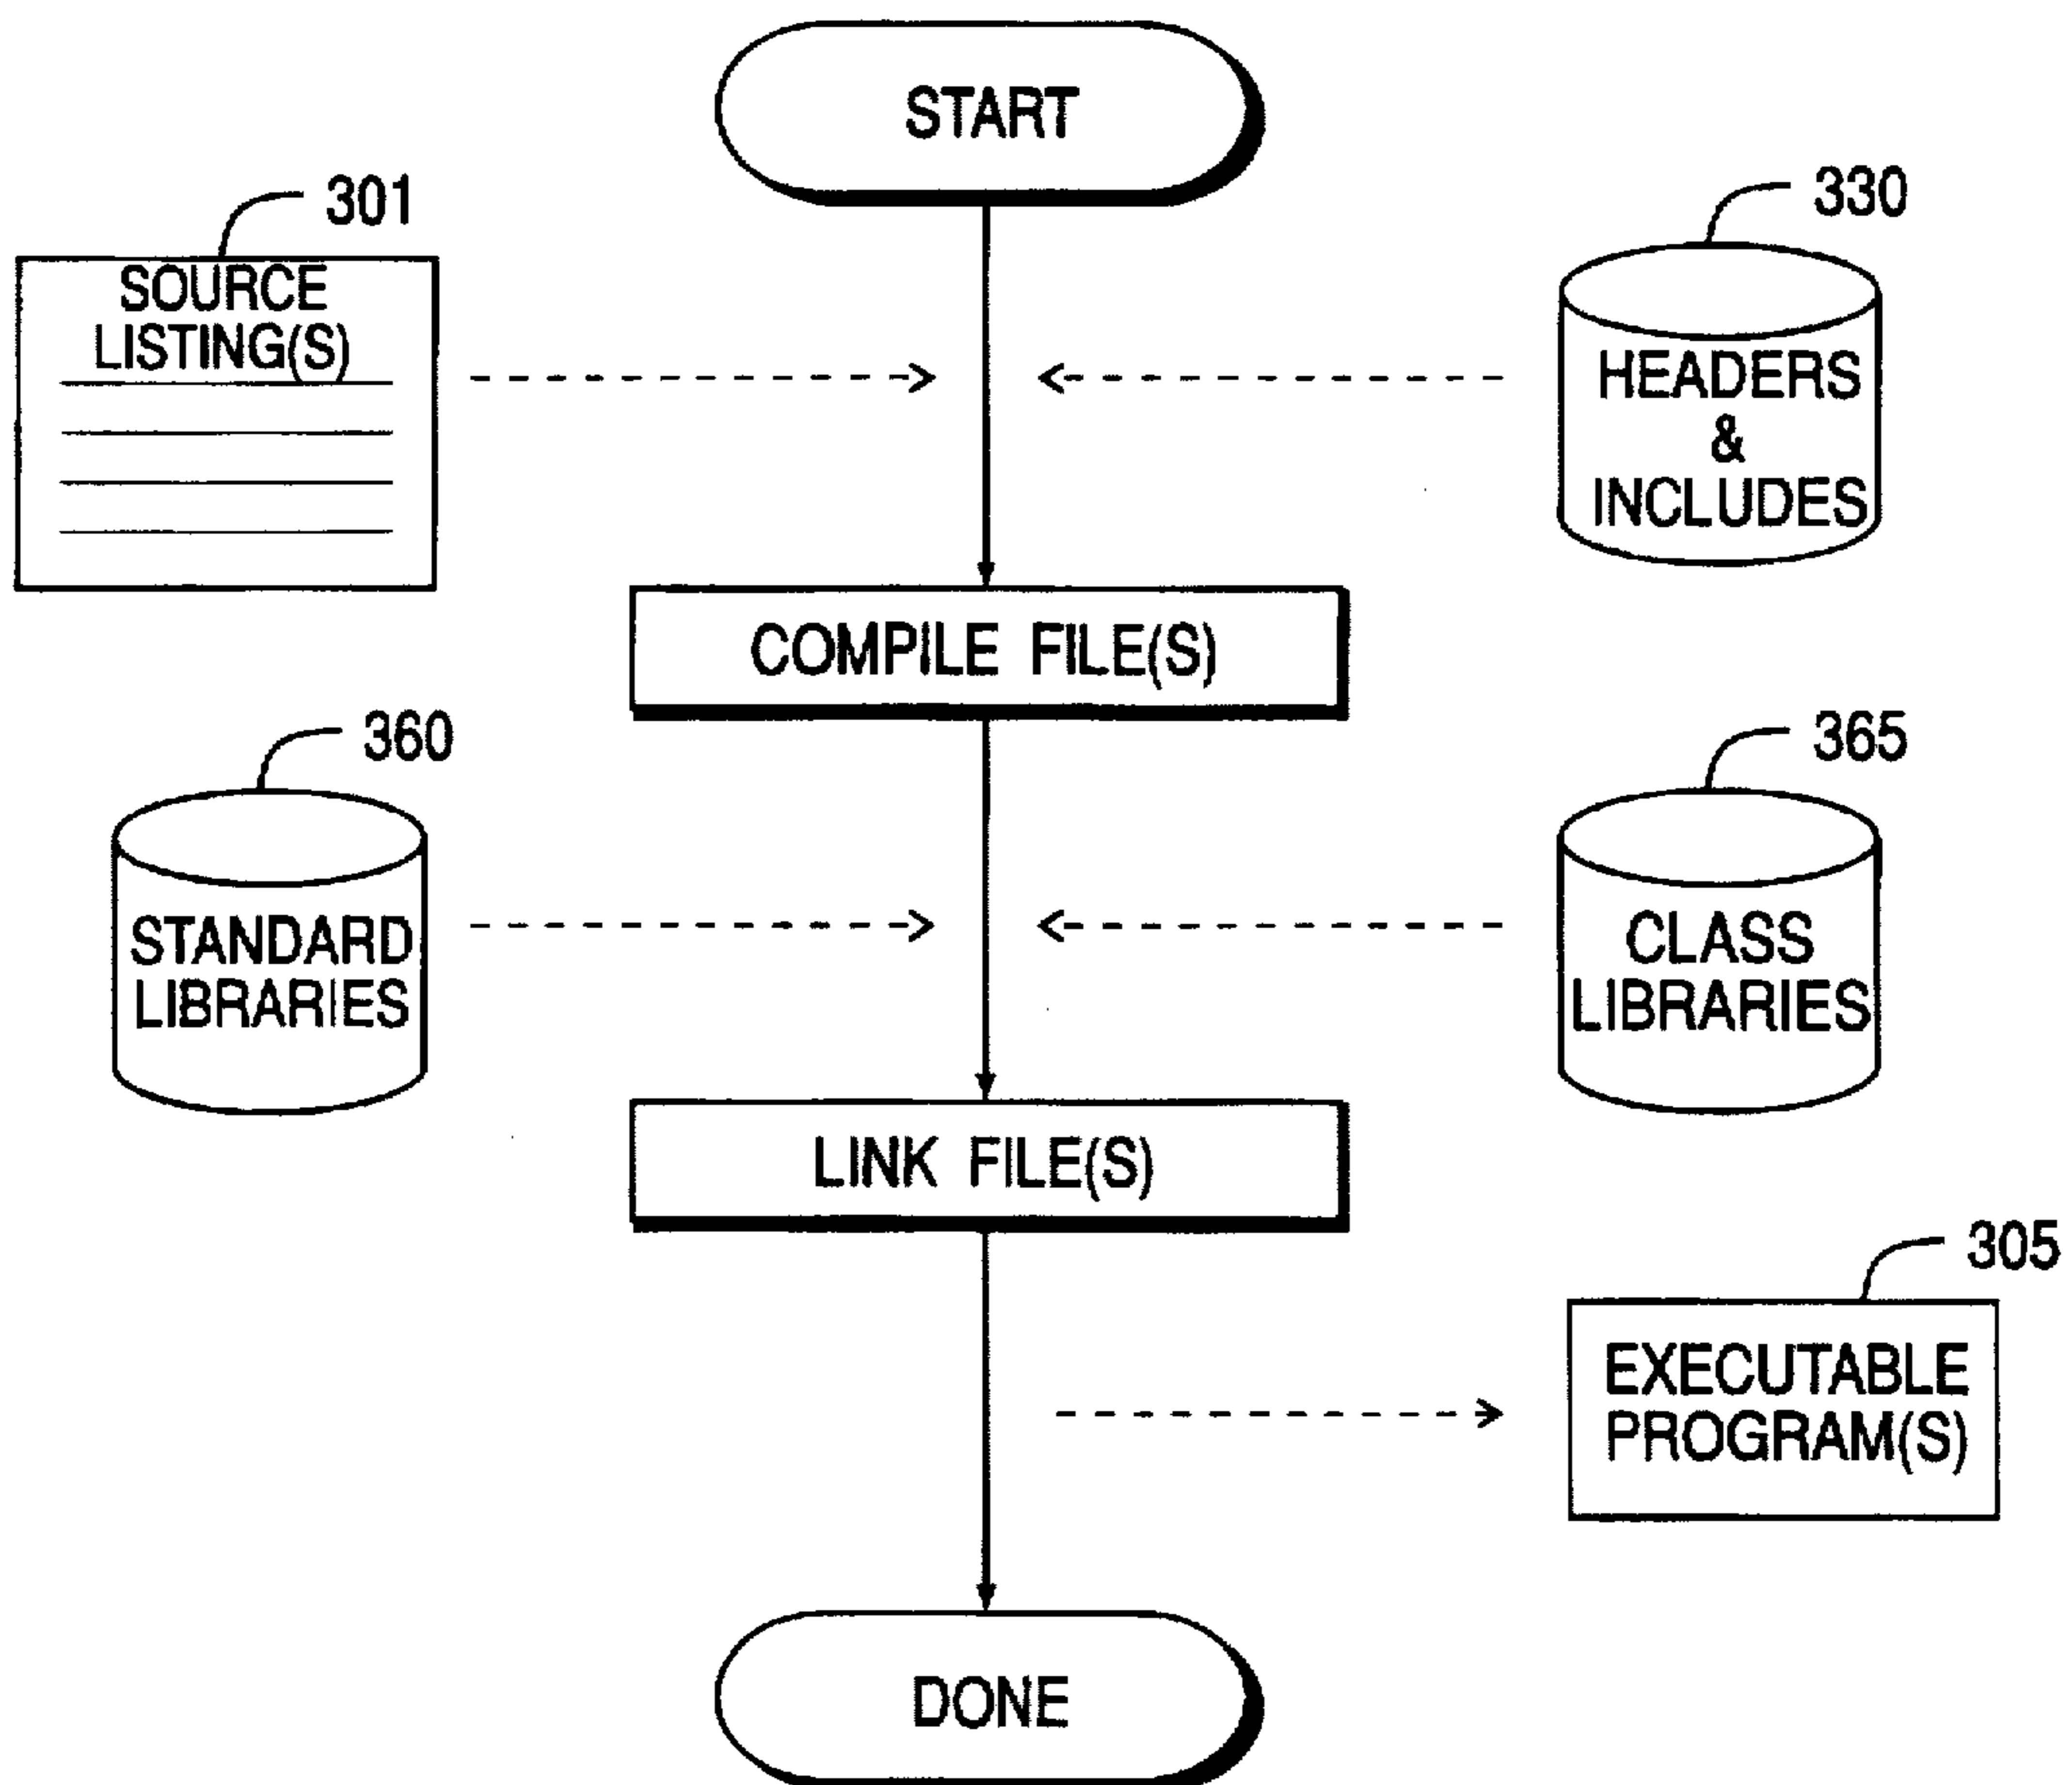 START
301
330
SOURCE
LISTING(S)
HEADERS
&
INCLUDES
COMPILE FILE(S)
360
365
STANDARD
LIBRARIES
CLASS
LIBRARIES
LINK FILE(S)
305
EXECUTABLE
PROGRAM(S)
DONE